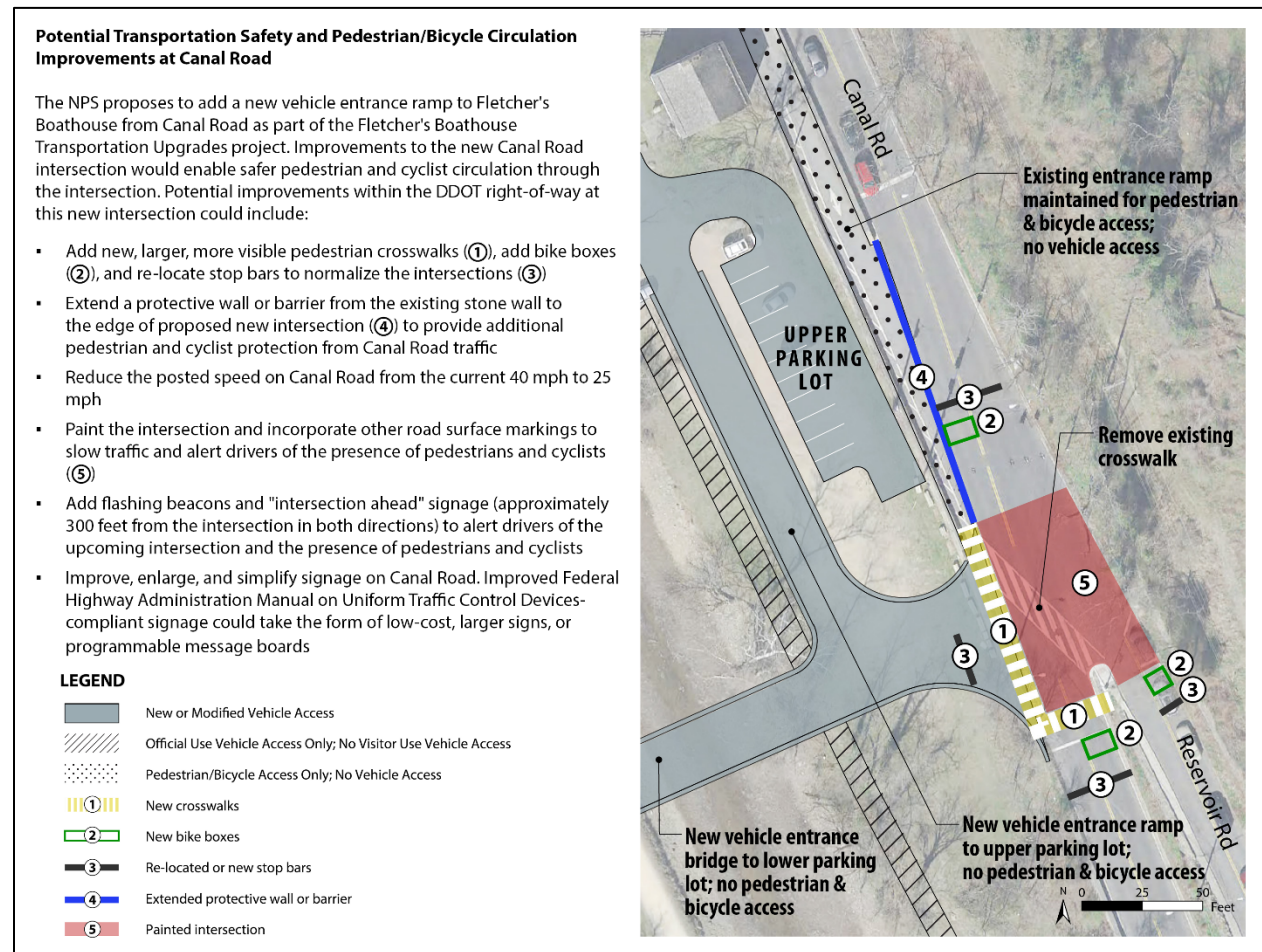 Potential Transportation Safety and Pedestrian/Bicycle Circulation
Improvements at Canal Road
The NPS proposes to add a new vehicle entrance ramp to Fletcher's
Boathouse from Canal Road as part of the Fletcher's Boathouse
Transportation Upgrades project. Improvements to the new Canal Road
intersection would enable safer pedestrian and cyclist circulation through
the intersection. Potential improvements within the DDOT right-of-way at
this new intersection could include:
▪ Add new, larger, more visible pedestrian crosswalks (①), add bike boxes
(②), and re-locate stop bars to normalize the intersections (③)
▪ Extend a protective wall or barrier from the existing stone wall to
the edge of proposed new intersection (④) to provide additional
pedestrian and cyclist protection from Canal Road traffic
▪ Reduce the posted speed on Canal Road from the current 40 mph to 25
mph
▪ Paint the intersection and incorporate other road surface markings to
slow traffic and alert drivers of the presence of pedestrians and cyclists
(⑤)
▪ Add flashing beacons and "intersection ahead" signage (approximately
300 feet from the intersection in both directions) to alert drivers of the
upcoming intersection and the presence of pedestrians and cyclists
▪ Improve, enlarge, and simplify signage on Canal Road. Improved Federal
Highway Administration Manual on Uniform Traffic Control Devices-
compliant signage could take the form of low-cost, larger signs, or
programmable message boards
LEGEND
New or Modified Vehicle Access
Official Use Vehicle Access Only; No Visitor Use Vehicle Access
Pedestrian/Bicycle Access Only; No Vehicle Access
① New crosswalks
② New bike boxes
③ Re-located or new stop bars
④ Extended protective wall or barrier
⑤ Painted intersection
Canal Rd
Existing entrance ramp
maintained for pedestrian
& bicycle access;
no vehicle access
UPPER
PARKING
LOT
④
③
②
Remove existing
crosswalk
⑤
①
③
②
③
①
②
③
Reservoir Rd
New vehicle entrance
bridge to lower parking
lot; no pedestrian &
bicycle access
New vehicle entrance ramp
to upper parking lot;
no pedestrian & bicycle access
N
0 25 50
Feet